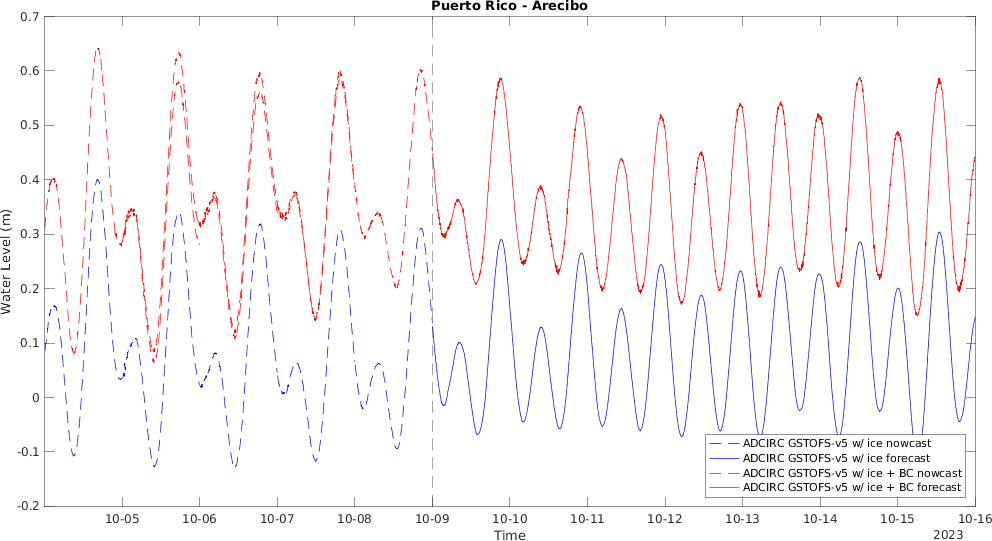 Puerto Rico - Arecibo
Water Level (m)
0.7
0.6
0.5
0.4
0.3
0.2
0.1
0
-0.1
-0.2
ADCIRC GSTOFS-v5 w/ ice nowcast
ADCIRC GSTOFS-v5 w/ ice forecast
ADCIRC GSTOFS-v5 w/ ice + BC nowcast
ADCIRC GSTOFS-v5 w/ ice + BC forecast
10-05 10-06 10-07 10-08 10-09 10-10 10-11 10-12 10-13 10-14 10-15 10-16
Time
2023